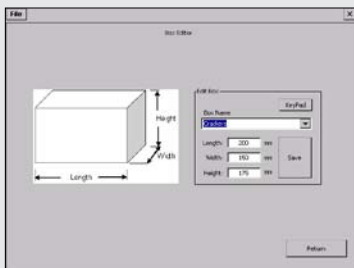 File X
Box Editor
Height
Width
Length
Edit Box
KeyPad
Box Name
Length: 200 mm
Width: 150 mm
Save
Height: 175 mm
Return